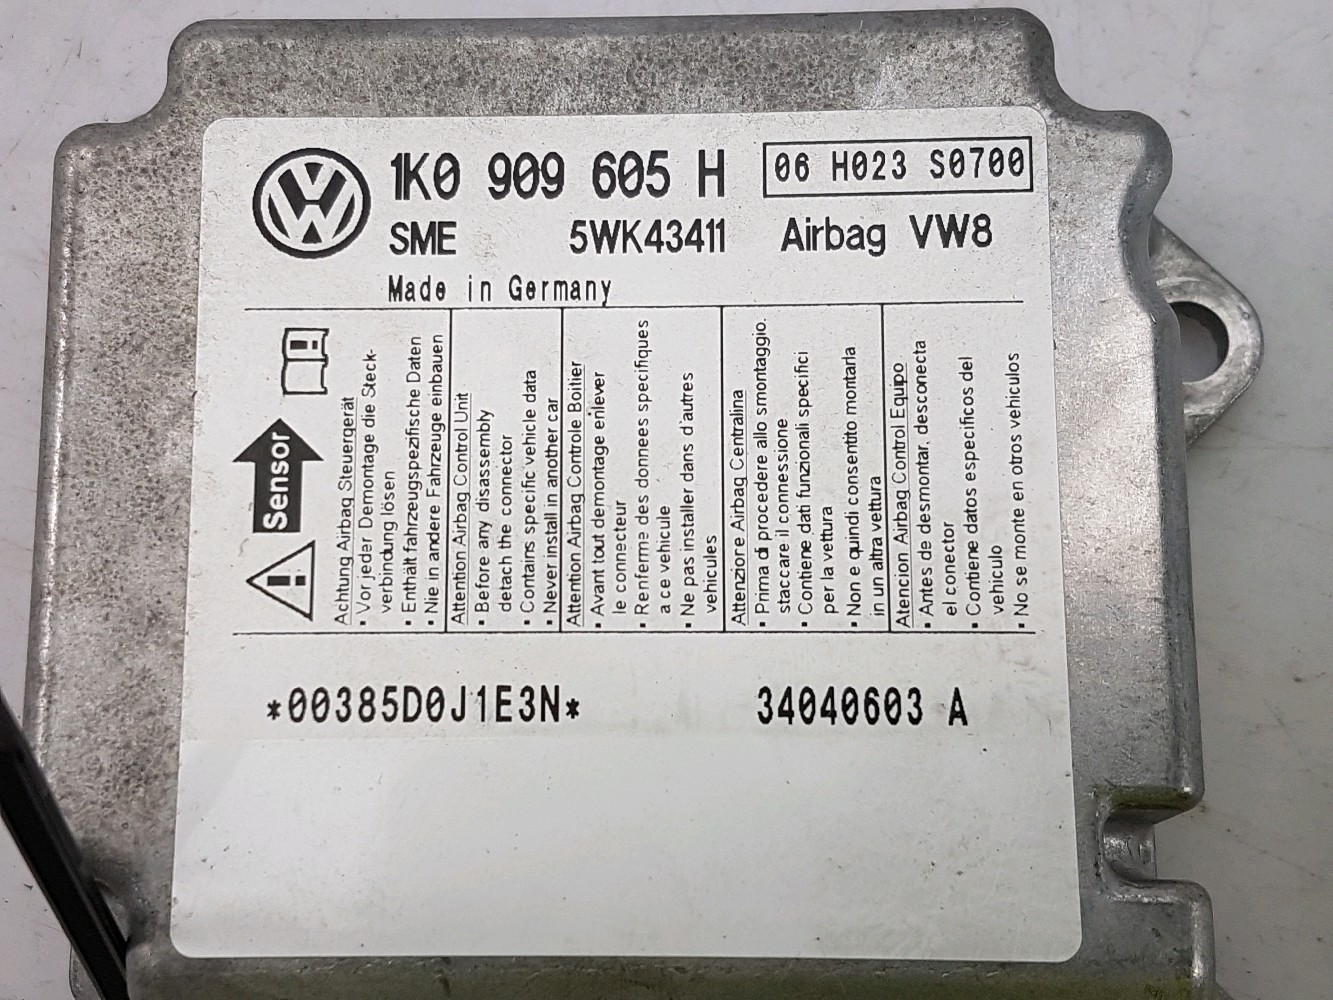 1K0 909 605 H
06 H023 S0700
SME 5WK43411 Airbag VW8
Made in Germany
Sensor
Achtung Airbag Steuergerät
• Vor jeder Demontage die Steck-
verbindung lösen
• Enthält fahrzeugspezifische Daten
• Nie in andere Fahrzeuge einbauen
Attention Airbag Control Unit
• Before any disassembly
detach the connector
• Contains specific vehicle data
• Never install in another car
Attention Airbag Controle Boitier
• Avant tout demontage enlever
le connecteur
• Renferme des donnees specifiques
a ce vehicule
• Ne pas installer dans d'autres
vehicules
Attenzione Airbag Centralina
• Prima di procedere allo smontaggio.
staccare il connessione
• Contiene dati funzionali specifici
per la vettura
• Non e quindi consentito montarla
in un altra vettura
Atencion Airbag Control Equipo
• Antes de desmontar, desconecta
el conector
• Contiene datos especificos del
vehiculo
• No se monte en otros vehiculos
*00385D0J1E3N* 34040603 A